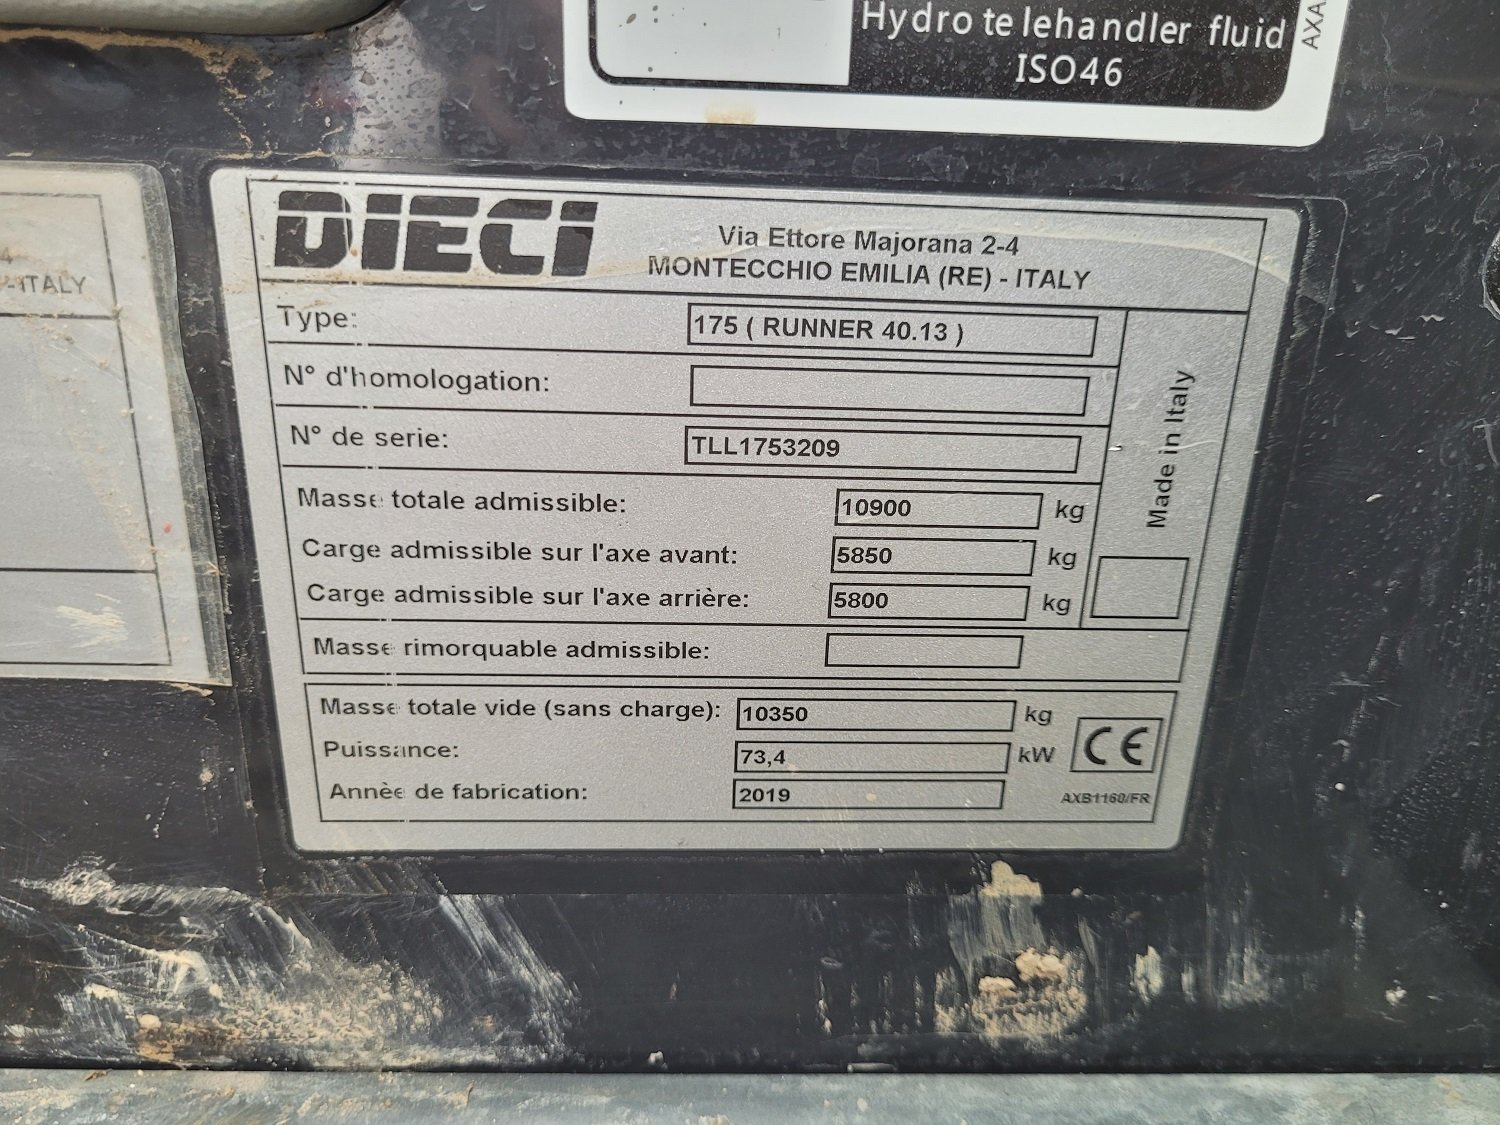 Hydro telehandler fluid
ISO46
AXA
-ITALY
DIECI
Via Ettore Majorana 2-4
MONTECCHIO EMILIA (RE) - ITALY
Type: 175 ( RUNNER 40.13 )
N° d'homologation:
N° de serie: TLL1753209
Masse totale admissible: 10900 kg
Carge admissible sur l'axe avant: 5850 kg
Carge admissible sur l'axe arrière: 5800 kg
Made in Italy
Masse rimorquable admissible:
Masse totale vide (sans charge): 10350 kg
Puissance: 73,4 kW
Annèe de fabrication: 2019
CE
AXB1160/FR